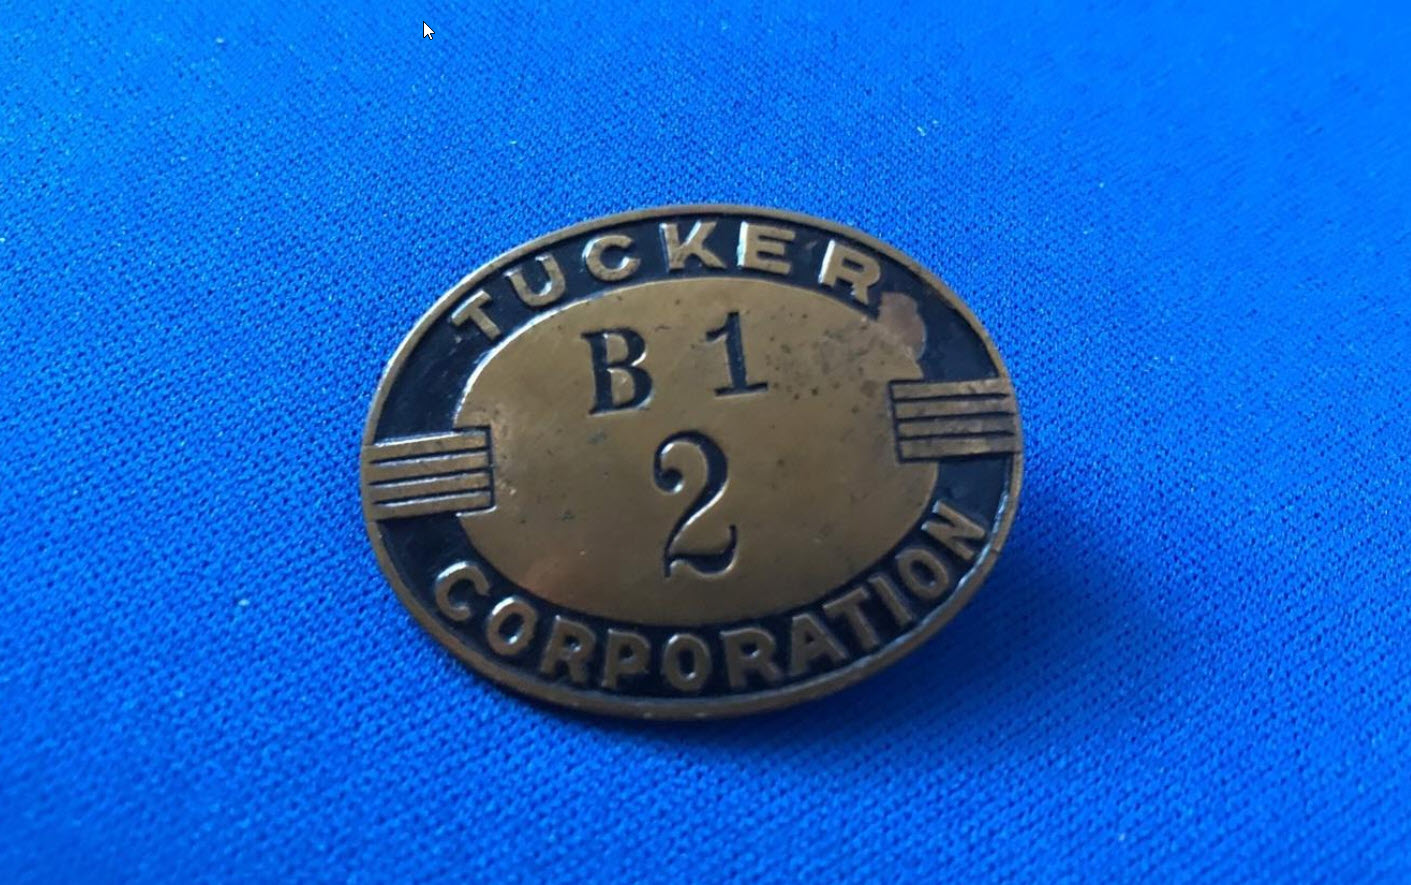 TUCKER
B 1
2
CORPORATION